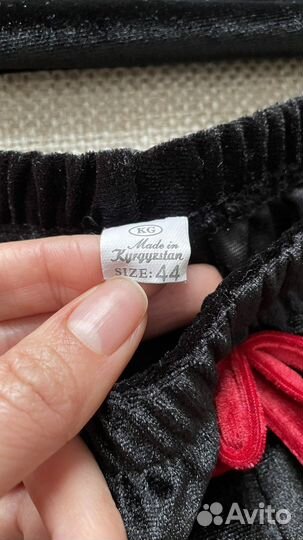 KG
Made in
Kyrgyzstan
SIZE: 44
Avito